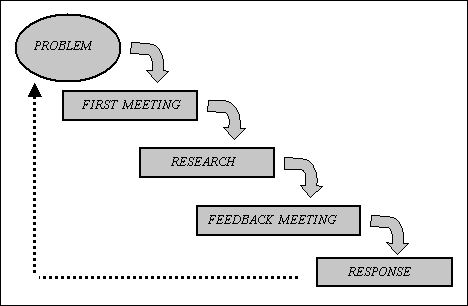 PROBLEM
FIRST MEETING
RESEARCH
FEEDBACK MEETING
RESPONSE